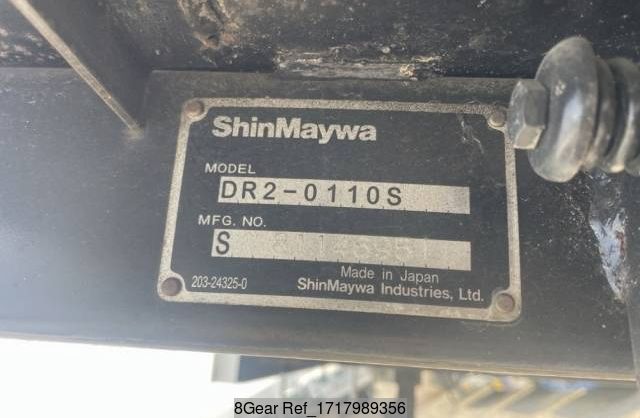 ShinMaywa
MODEL
DR2-0110S
MFG. NO.
S
Made in Japan
203-24325-0
ShinMaywa Industries, Ltd.
8Gear Ref_1717989356